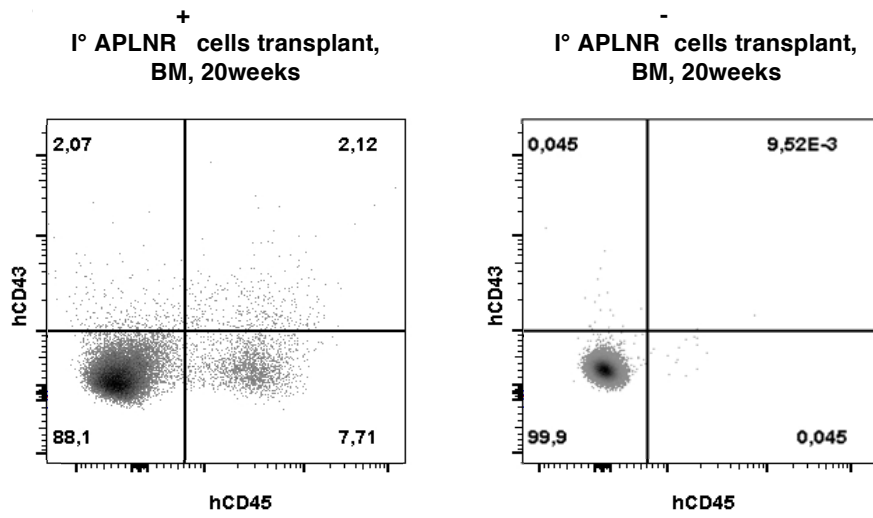 +
I° APLNR cells transplant,
BM, 20weeks
2,07
2,12
hCD43
88,1
7,71
hCD45
-
I° APLNR cells transplant,
BM, 20weeks
0,045
9,52E-3
hCD43
99,9
0,045
hCD45